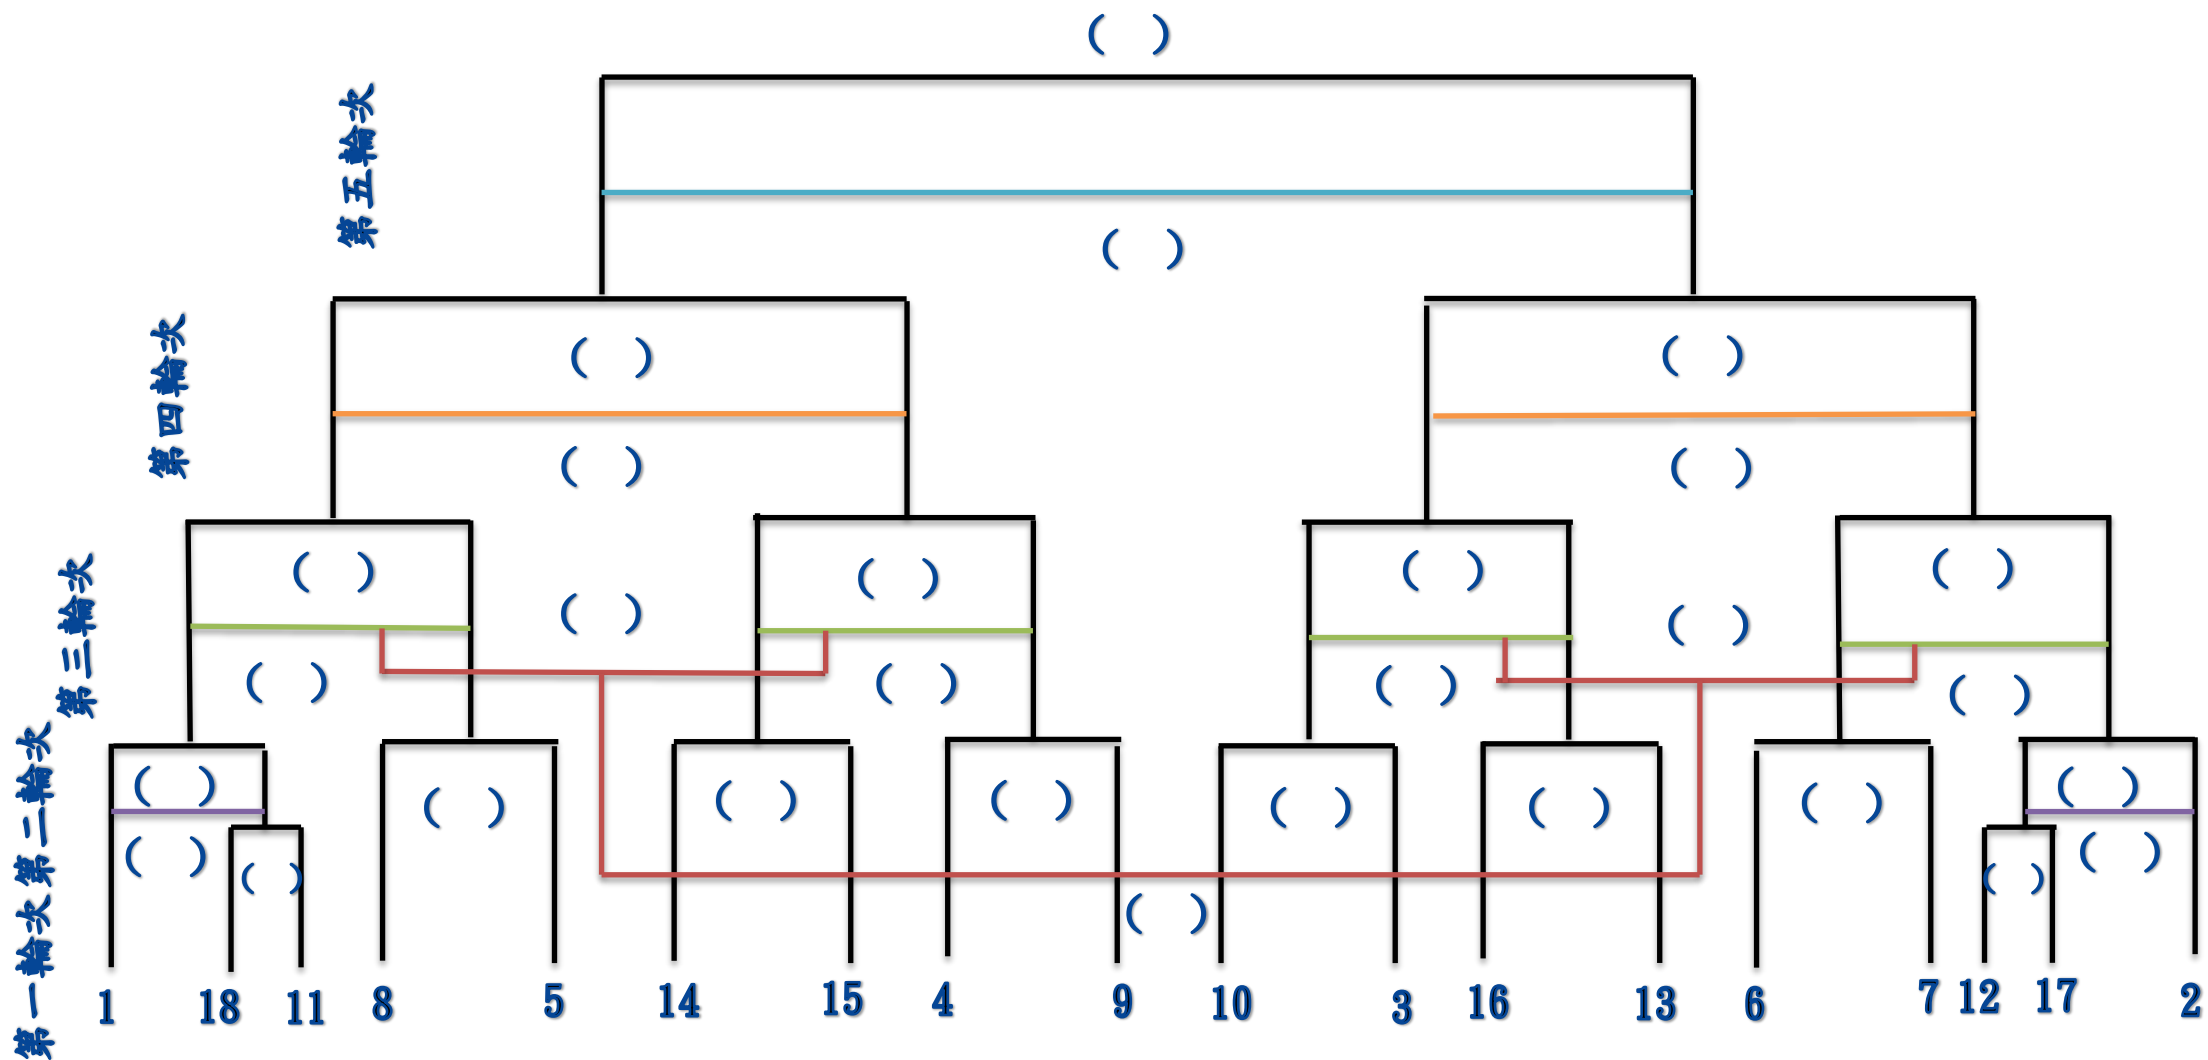 ( )
第五輪次
( )
第四輪次
( ) ( )
( ) ( )
第三輪次
( ) ( ) ( ) ( )
( ) ( )
( ) ( ) ( ) ( )
第二輪次
( ) ( ) ( ) ( ) ( ) ( ) ( ) ( )
( ) ( ) ( ) ( )
第一輪次
( )
1 18 11 8 5 14 15 4 9 10 3 16 13 6 7 12 17 2